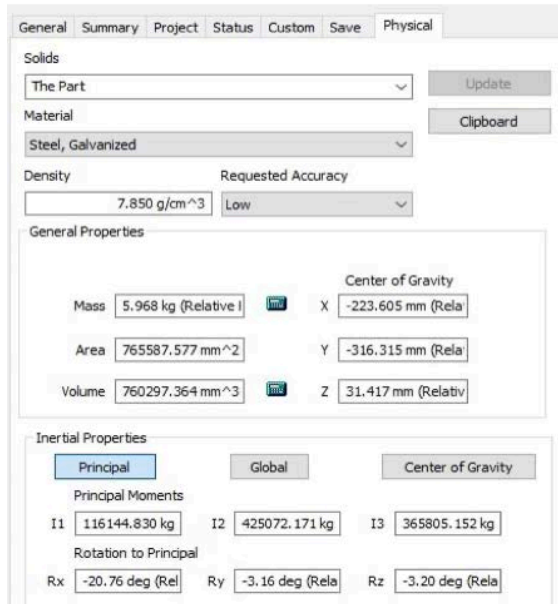 General Summary Project Status Custom Save Physical
Solids
The Part
Update
Material
Clipboard
Steel, Galvanized
Density Requested Accuracy
7.850 g/cm^3 Low
General Properties
Center of Gravity
Mass 5.968 kg (Relative X -223.605 mm (Rela
Area 765587.577 mm^2 Y -316.315 mm (Rela
Volume 760297.364 mm^3 Z 31.417 mm (Relativ
Inertial Properties
Principal Global Center of Gravity
Principal Moments
I1 116144.830 kg I2 425072.171 kg I3 365805.152 kg
Rotation to Principal
Rx -20.76 deg (Rel Ry -3.16 deg (Rela Rz -3.20 deg (Rela